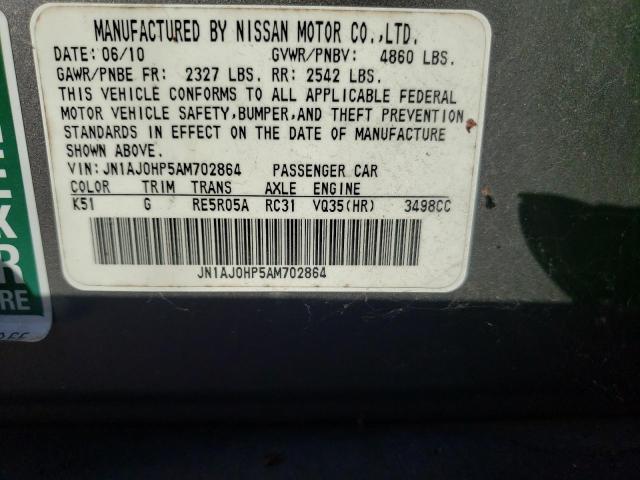 MANUFACTURED BY NISSAN MOTOR CO.,LTD.
DATE: 06/10 GVWR/PNBV: 4860 LBS.
GAWR/PNBE FR: 2327 LBS. RR: 2542 LBS.
THIS VEHICLE CONFORMS TO ALL APPLICABLE FEDERAL
MOTOR VEHICLE SAFETY,BUMPER,AND THEFT PREVENTION
STANDARDS IN EFFECT ON THE DATE OF MANUFACTURE
SHOWN ABOVE.
VIN: JN1AJ0HP5AM702864 PASSENGER CAR
COLOR TRIM TRANS AXLE ENGINE
K51 G RE5R05A RC31 VQ35(HR) 3498CC
JN1AJ0HP5AM702864